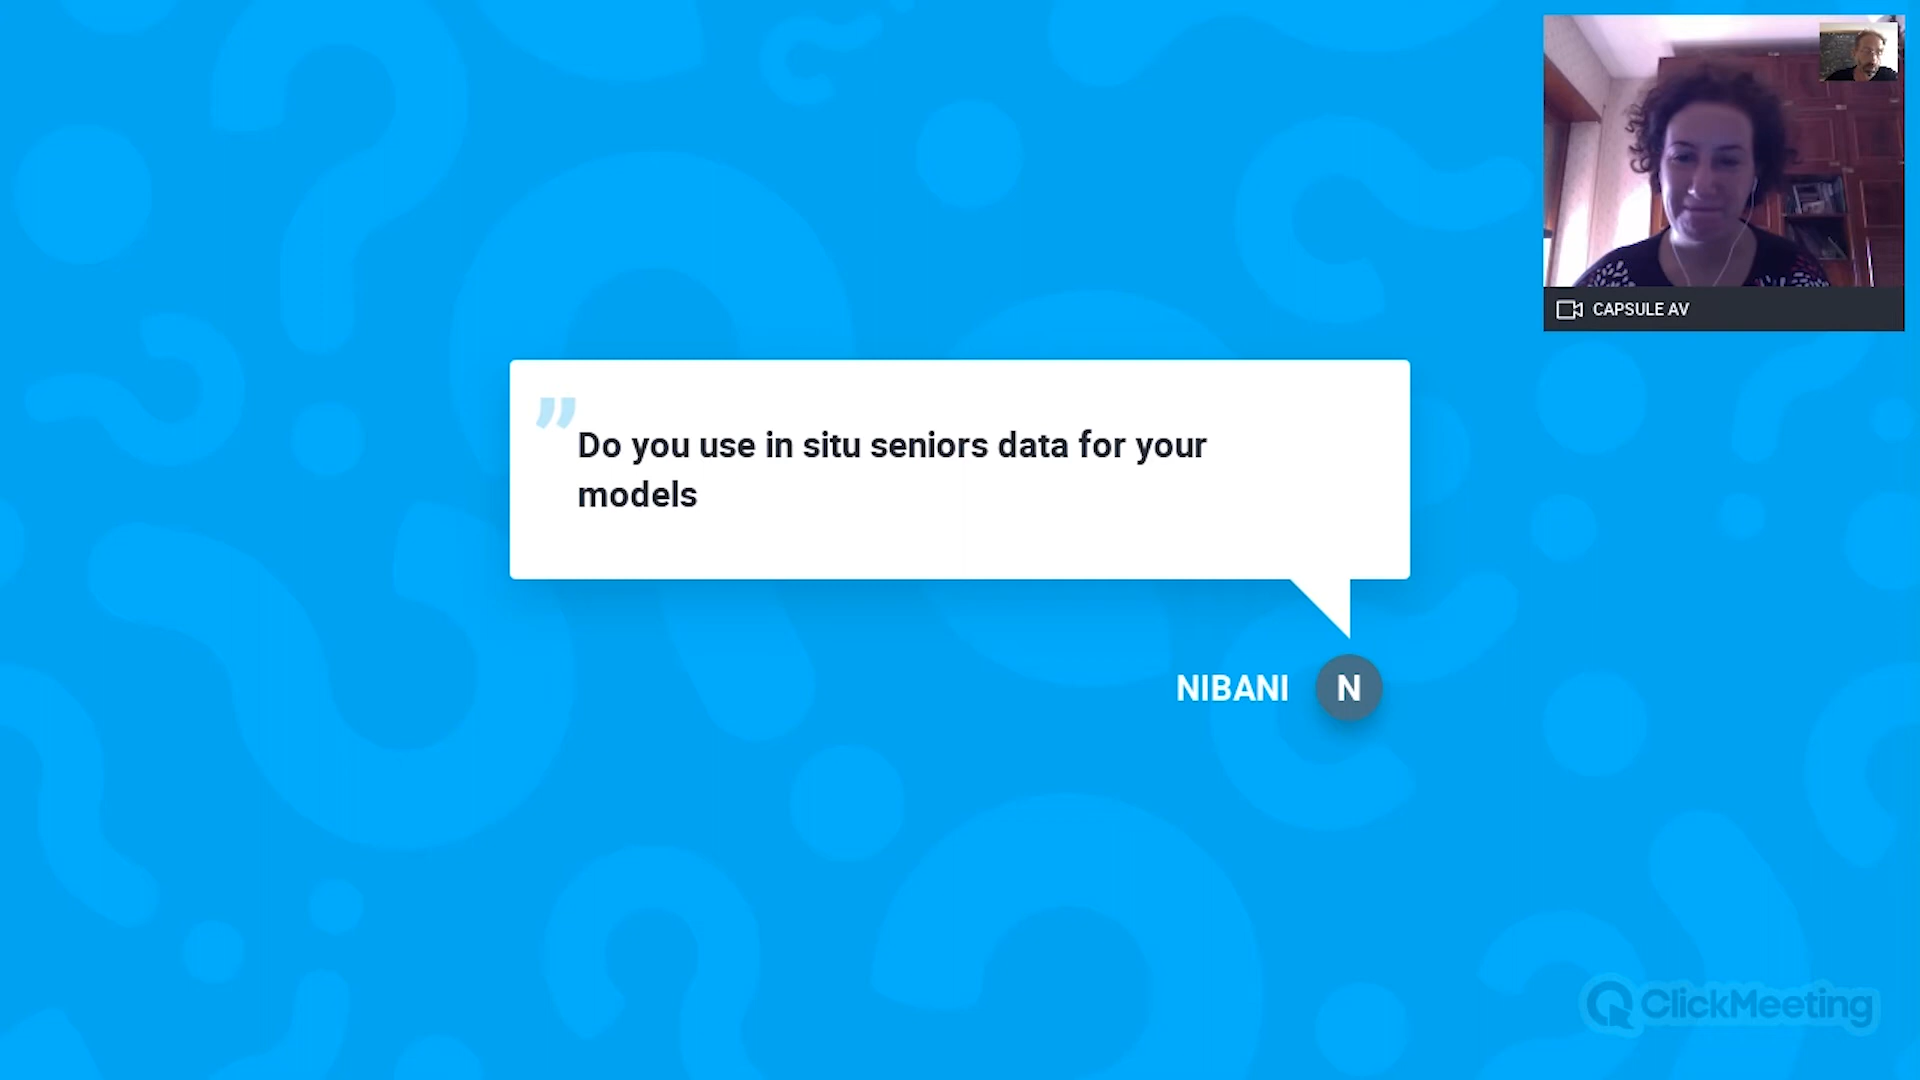 CAPSULE AV
” Do you use in situ seniors data for your
models
NIBANI N
ClickMeeting